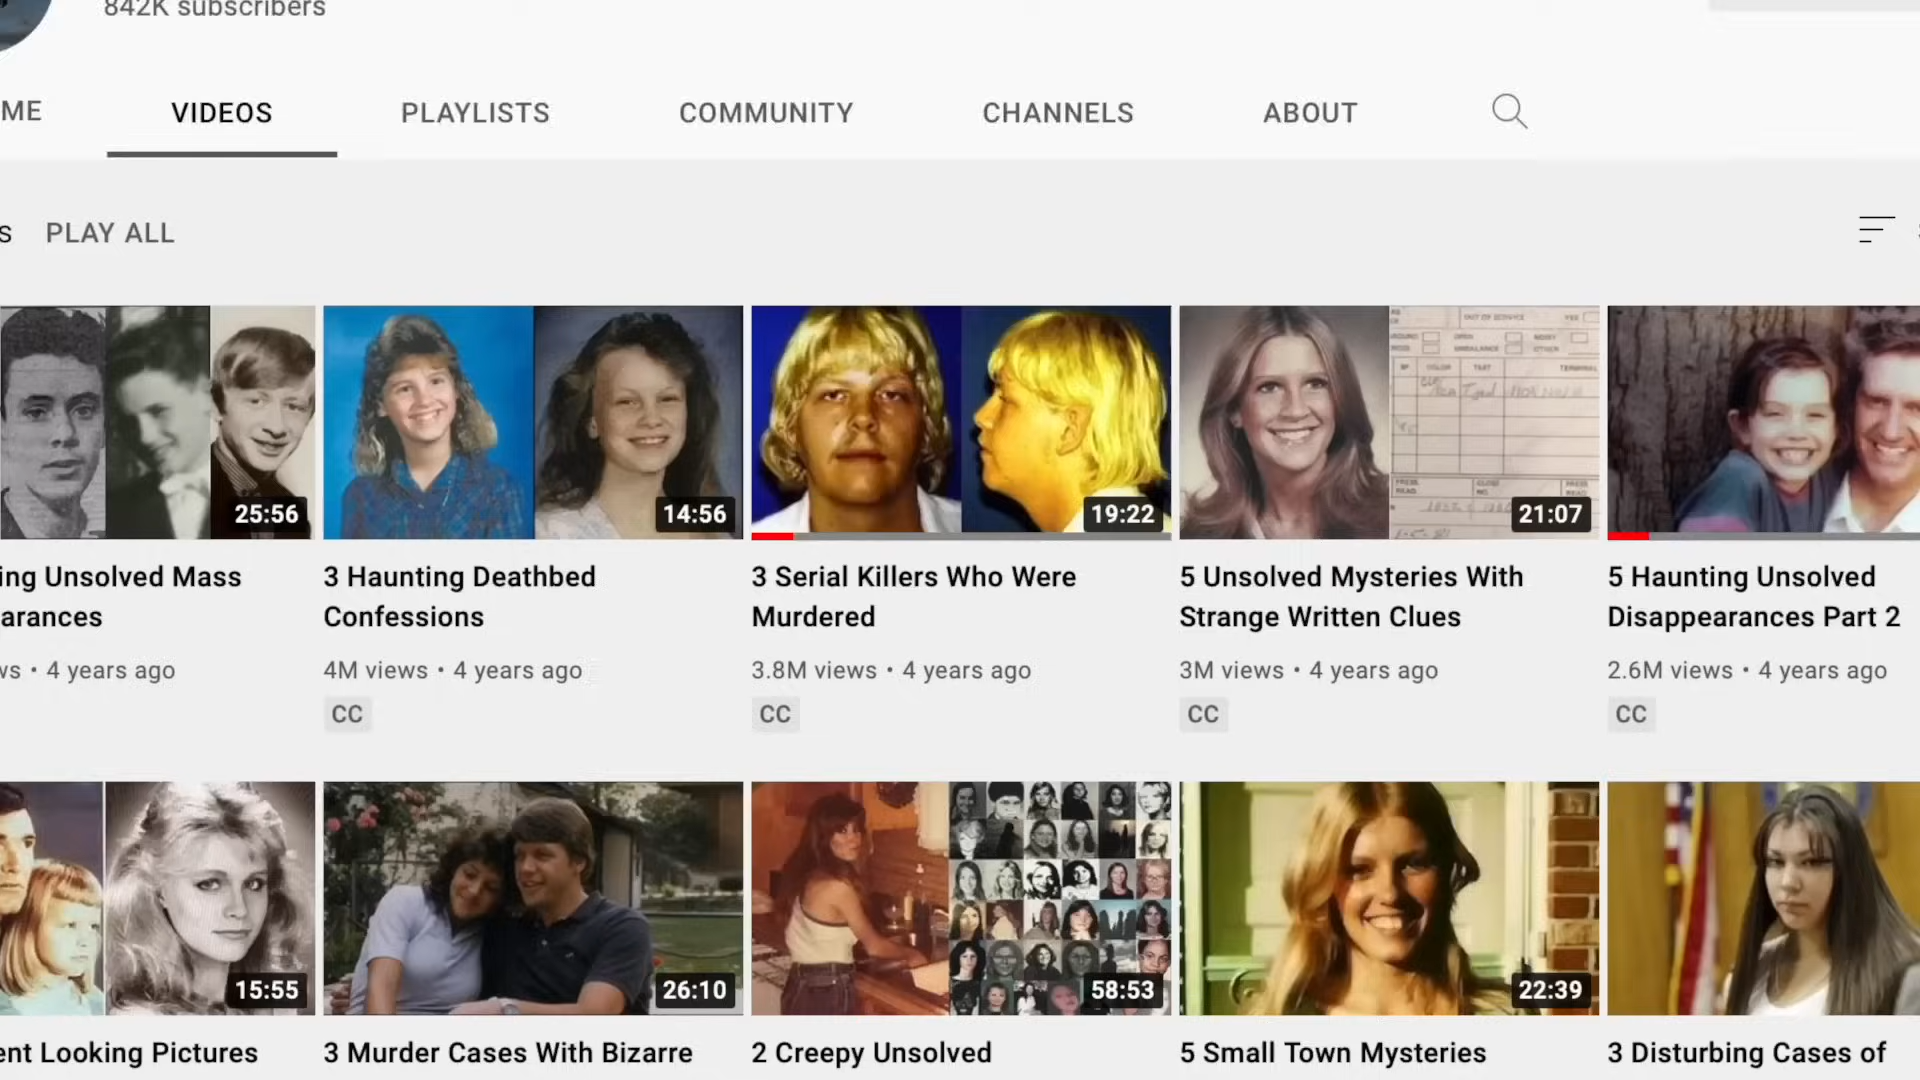 842K subscribers
ME VIDEOS PLAYLISTS COMMUNITY CHANNELS ABOUT
s PLAY ALL
OUT OF SERVICE YES
25:56 14:56 19:22 21:07
ing Unsolved Mass
arances
ws • 4 years ago
3 Haunting Deathbed
Confessions
4M views • 4 years ago
CC
3 Serial Killers Who Were
Murdered
3.8M views • 4 years ago
CC
5 Unsolved Mysteries With
Strange Written Clues
3M views • 4 years ago
CC
5 Haunting Unsolved
Disappearances Part 2
2.6M views • 4 years ago
CC
15:55 26:10 58:53 22:39
ent Looking Pictures
3 Murder Cases With Bizarre
2 Creepy Unsolved
5 Small Town Mysteries
3 Disturbing Cases of